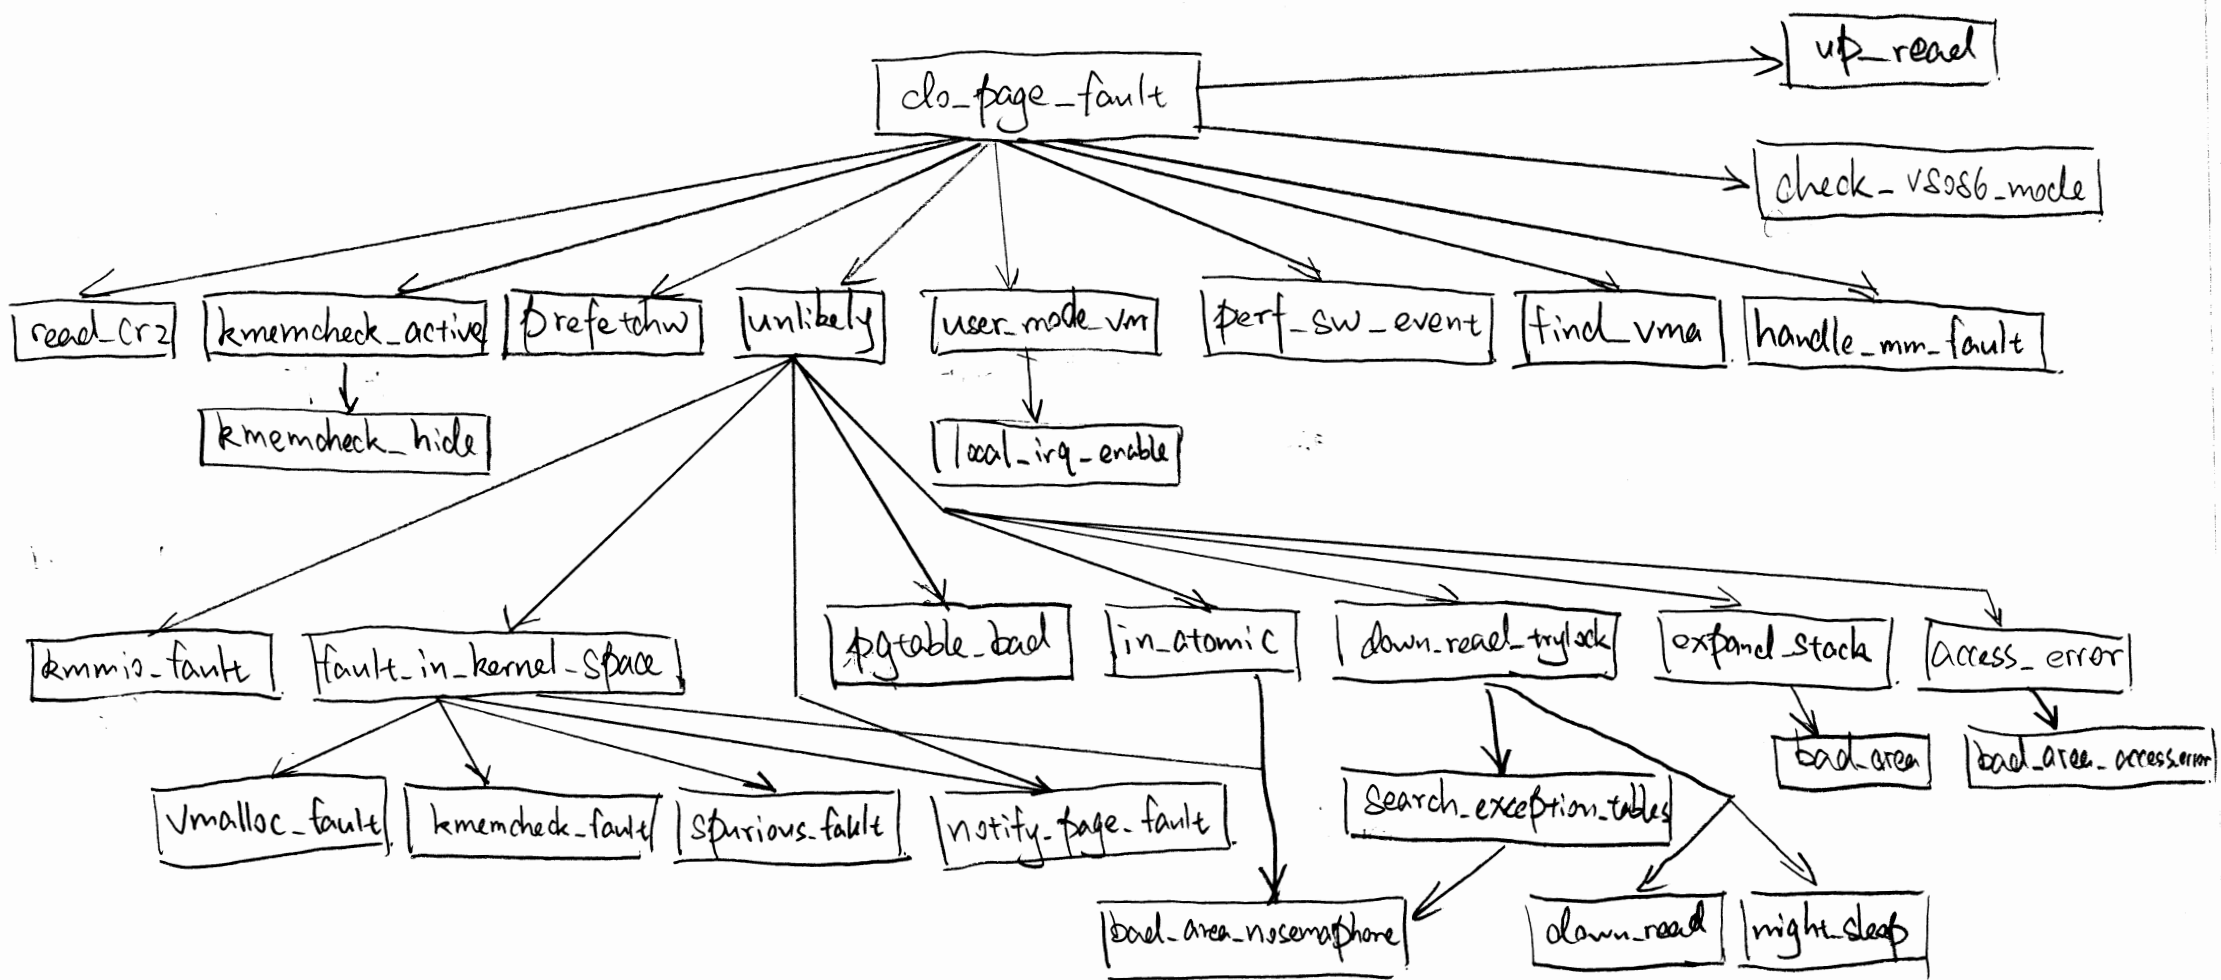 up_read
do_page_fault
check_v8086_mode
read_cr2
kmemcheck_active
prefetchw
unlikely
user_mode_vm
perf_sw_event
find_vma
handle_mm_fault
kmemcheck_hide
local_irq_enable
kmmio_fault
fault_in_kernel_space
pgtable_bad
in_atomic
down_read_trylock
expand_stack
access_error
bad_area
bad_area_access_error
vmalloc_fault
kmemcheck_fault
spurious_fault
notify_page_fault
search_exception_tables
bad_area_nosemaphore
down_read
might_sleep